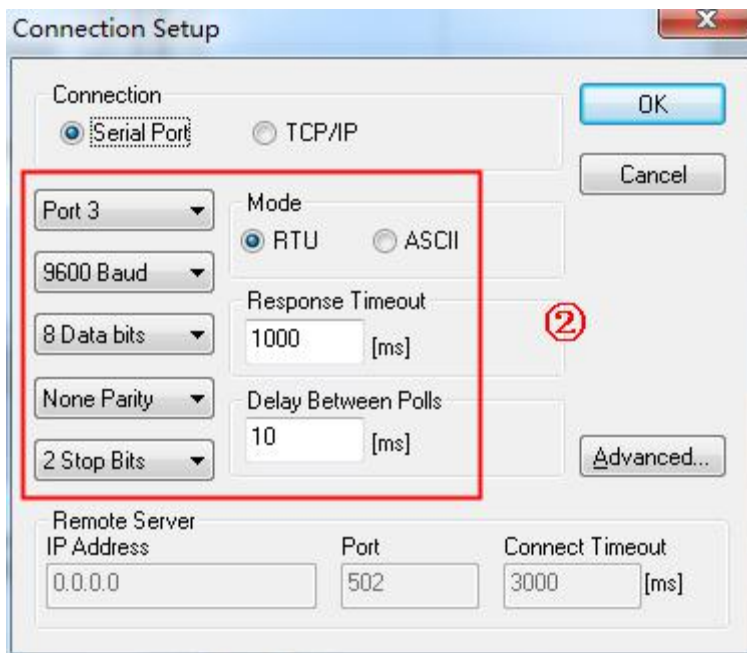 Connection Setup
X
Connection
Serial Port
TCP/IP
OK
Cancel
Port 3
Mode
RTU
ASCII
9600 Baud
Response Timeout
1000
[ms]
②
8 Data bits
None Parity
Delay Between Polls
10
[ms]
2 Stop Bits
Advanced...
Remote Server
IP Address
Port
Connect Timeout
0.0.0.0
502
3000
[ms]